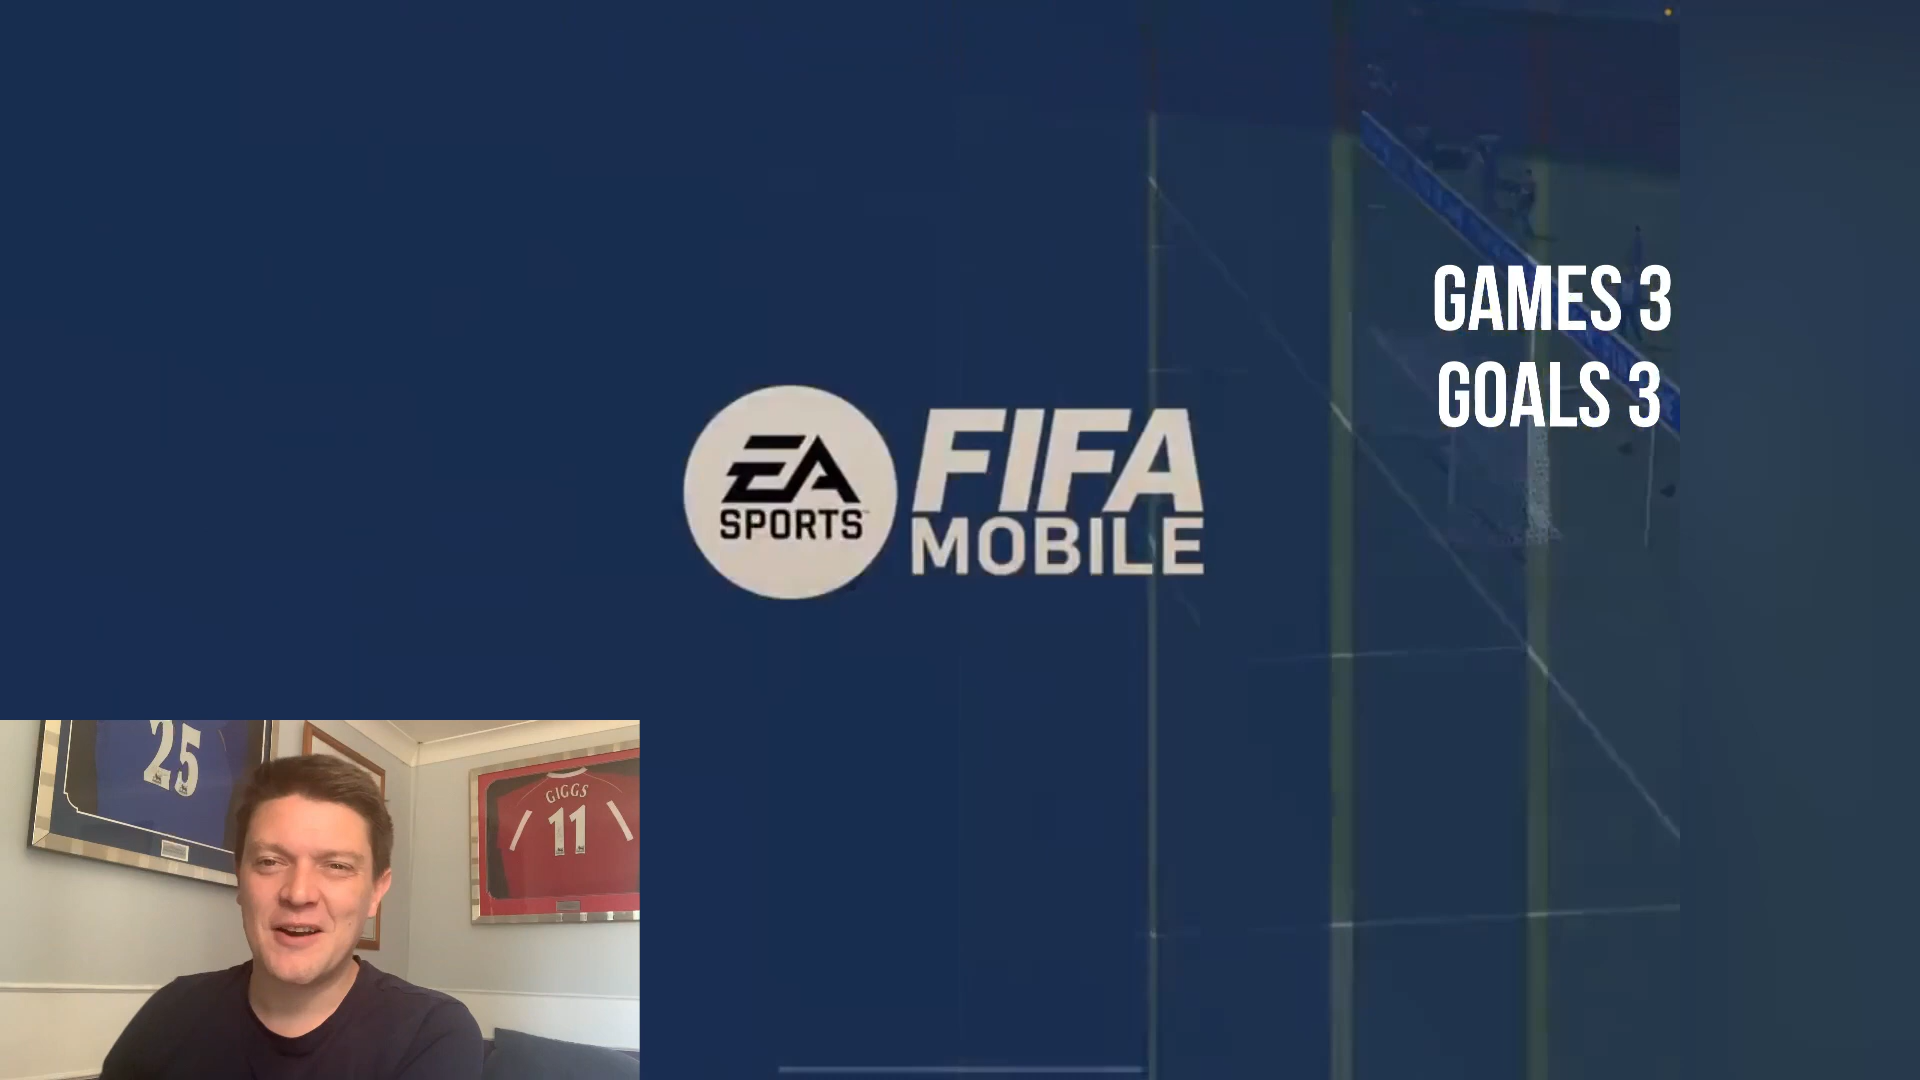 GAMES 3
GOALS 3
EA
SPORTS
FIFA
MOBILE
25
GIGGS
11